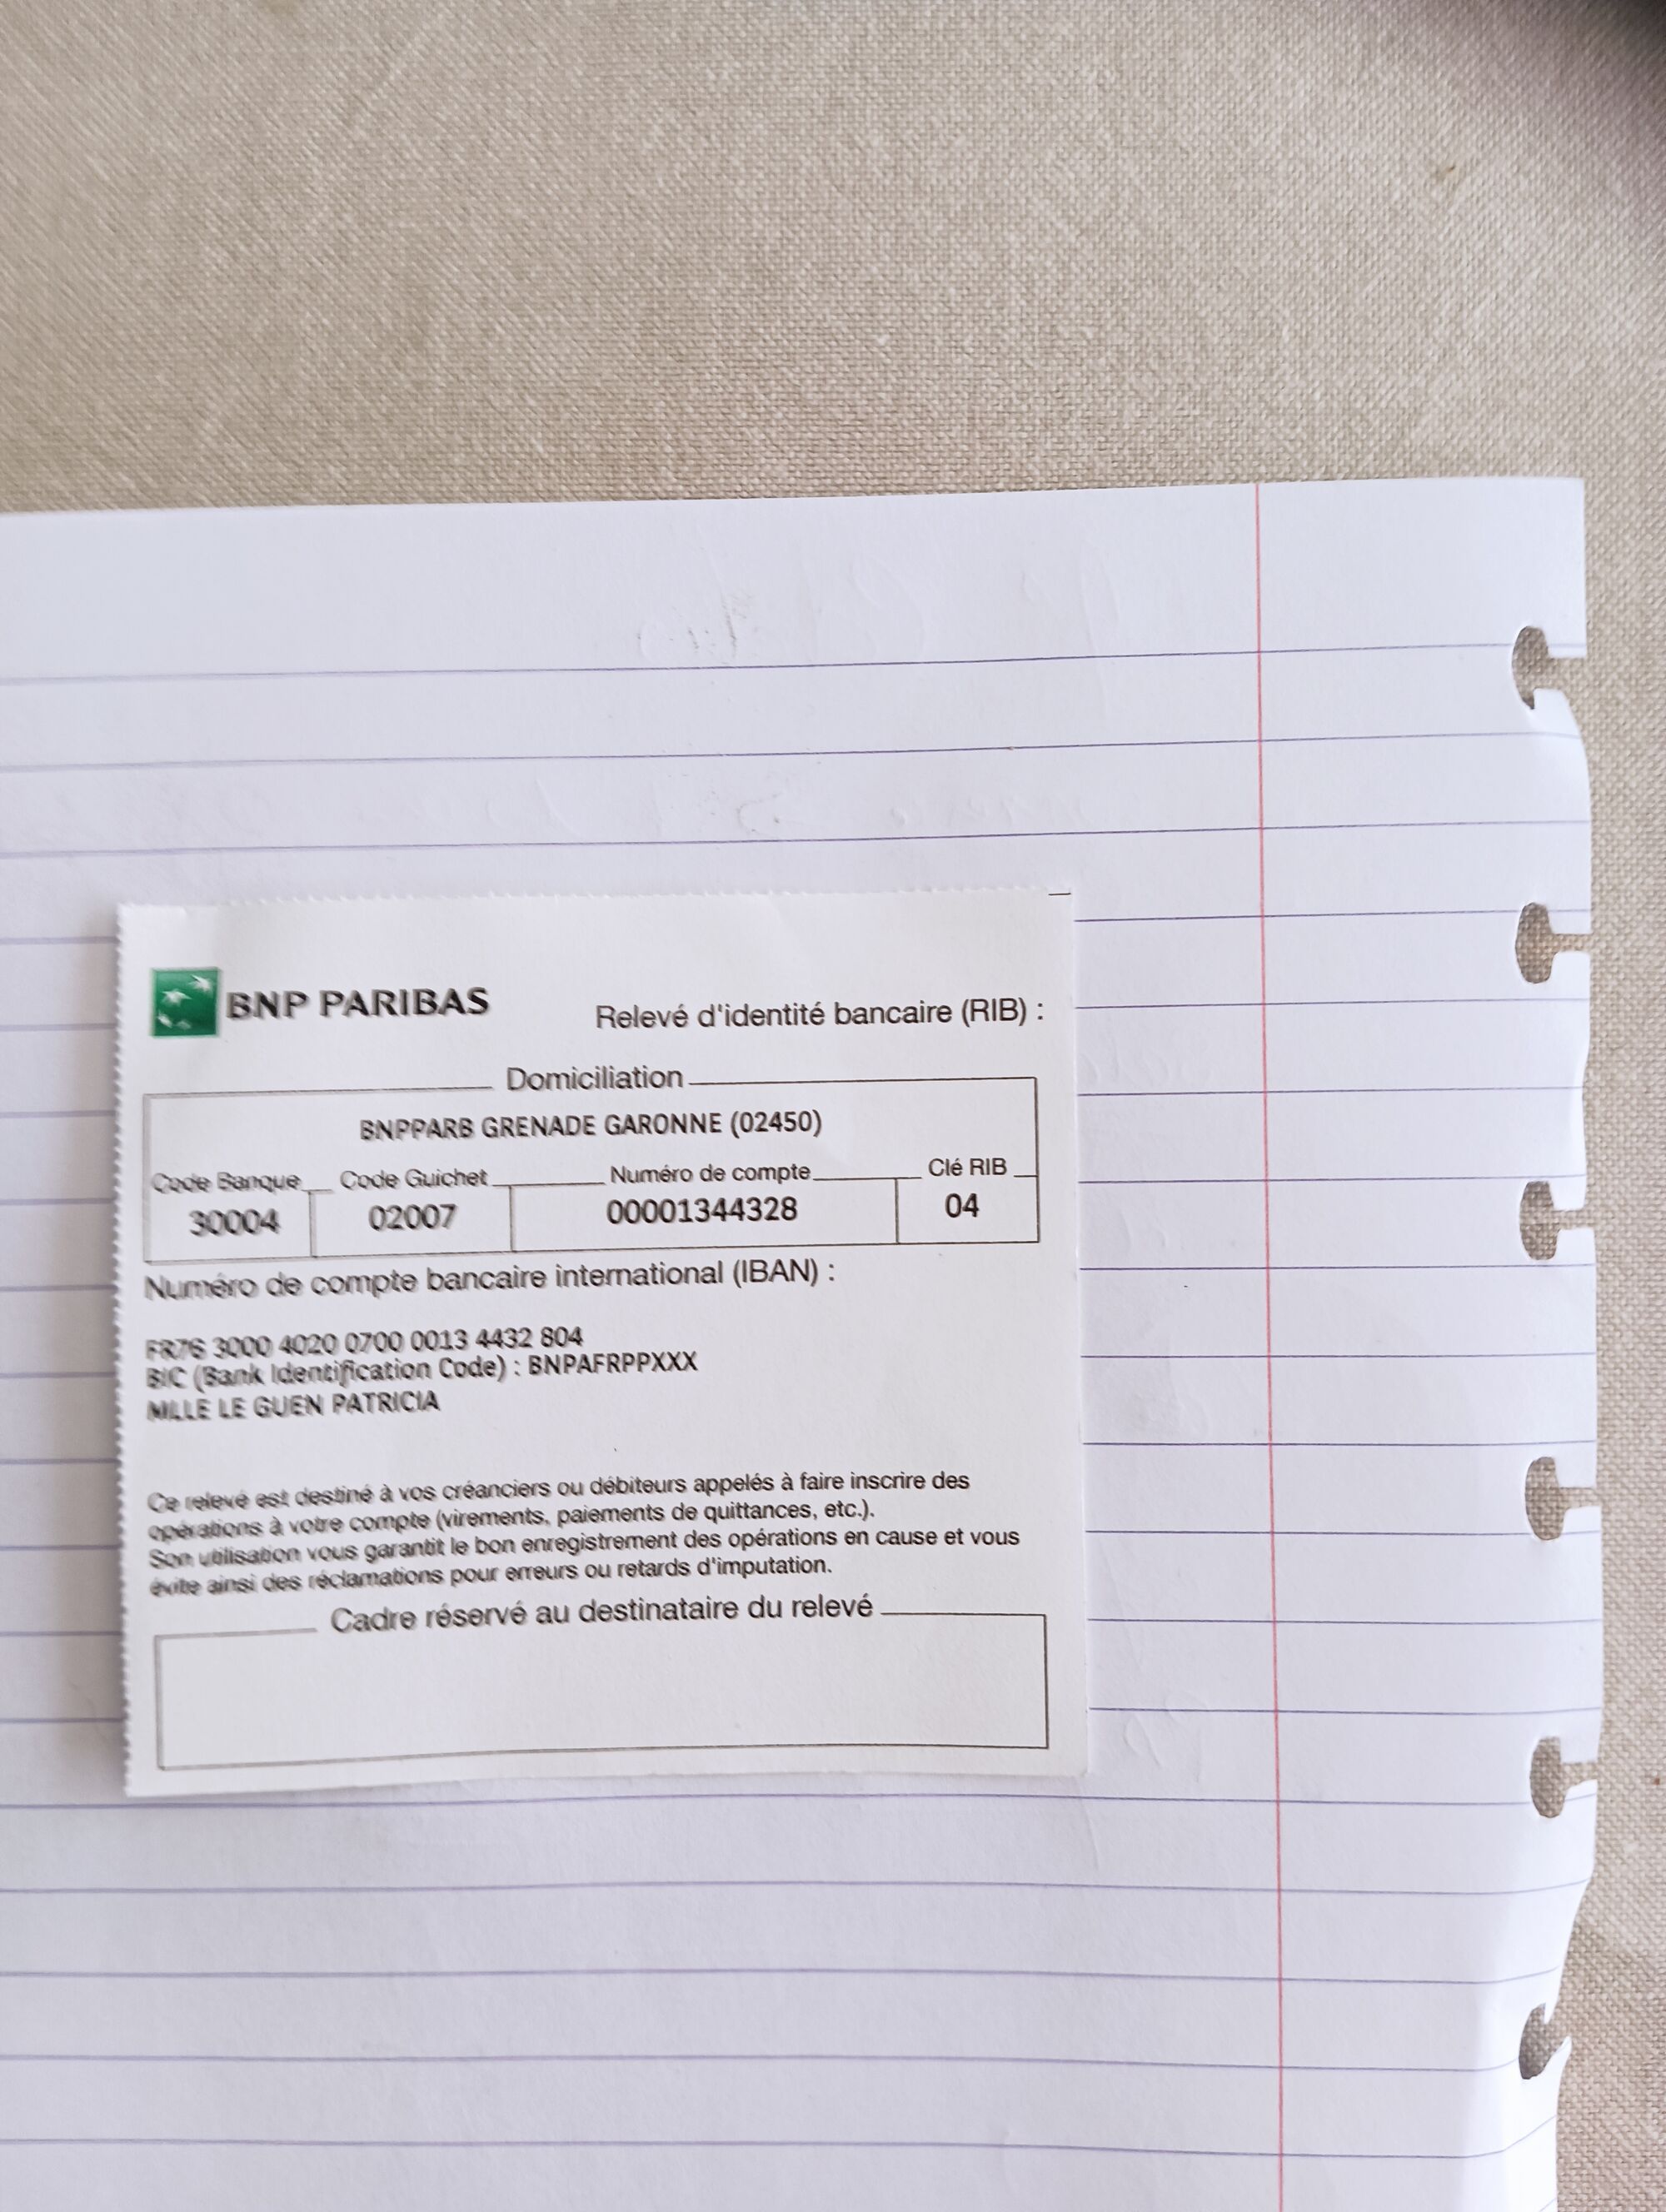 BNP PARIBAS
Relevé d'identité bancaire (RIB) :
Domiciliation
BNPPARB GRENADE GARONNE (02450)
Code Banque Code Guichet Numéro de compte Clé RIB
30004 02007 00001344328 04
Numéro de compte bancaire international (IBAN) :
FR76 3000 4020 0700 0013 4432 804
BIC (Bank Identification Code) : BNPAFRPPXXX
MLLE LE GUEN PATRICIA
Ce relevé est destiné à vos créanciers ou débiteurs appelés à faire inscrire des
opérations à votre compte (virements, paiements de quittances, etc.).
Son utilisation vous garantit le bon enregistrement des opérations en cause et vous
évite ainsi des réclamations pour erreurs ou retards d'imputation.
Cadre réservé au destinataire du relevé